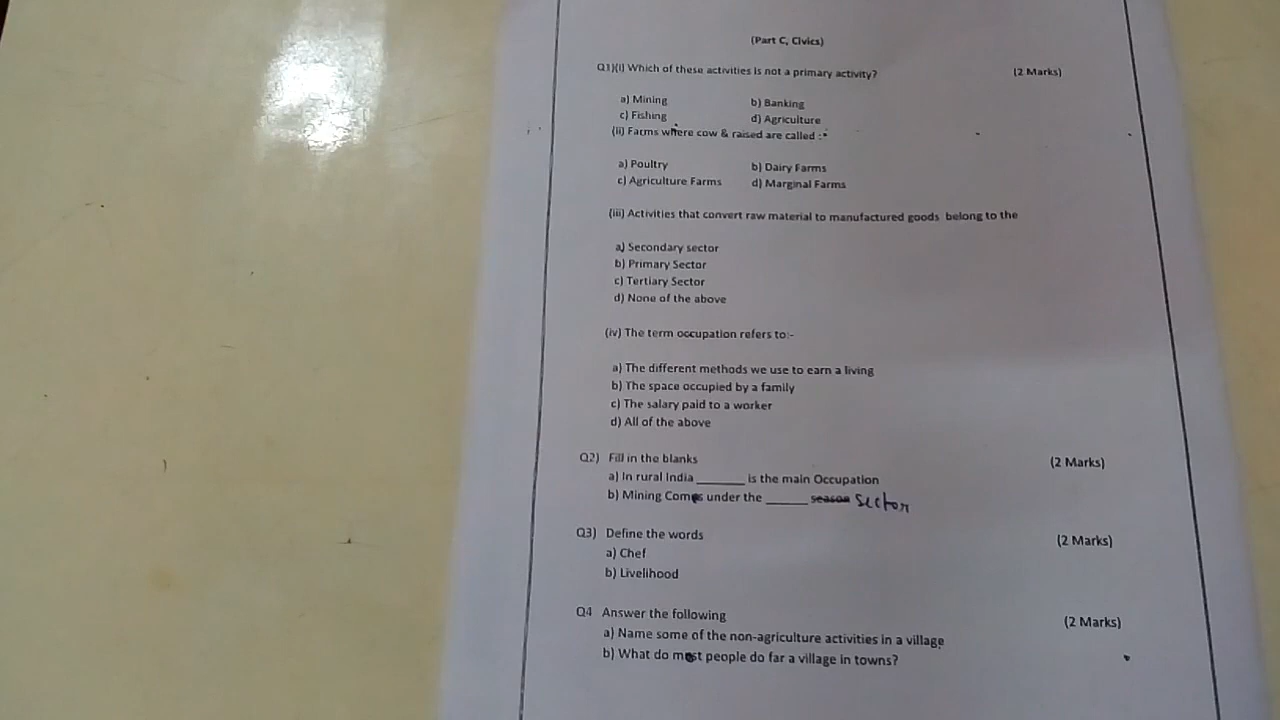 (Part C, Civics)
Q1)(i) Which of these activities is not a primary activity? (2 Marks)
a) Mining b) Banking
c) Fishing d) Agriculture
(ii) Farms where cow & raised are called :-
a) Poultry b) Dairy Farms
c) Agriculture Farms d) Marginal Farms
(iii) Activities that convert raw material to manufactured goods belong to the
a) Secondary sector
b) Primary Sector
c) Tertiary Sector
d) None of the above
(iv) The term occupation refers to:-
a) The different methods we use to earn a living
b) The space occupied by a family
c) The salary paid to a worker
d) All of the above
Q2) Fill in the blanks (2 Marks)
a) In rural India ______ is the main Occupation
b) Mining Comes under the ______ season Sector
Q3) Define the words (2 Marks)
a) Chef
b) Livelihood
Q4 Answer the following (2 Marks)
a) Name some of the non-agriculture activities in a village
b) What do most people do far a village in towns?